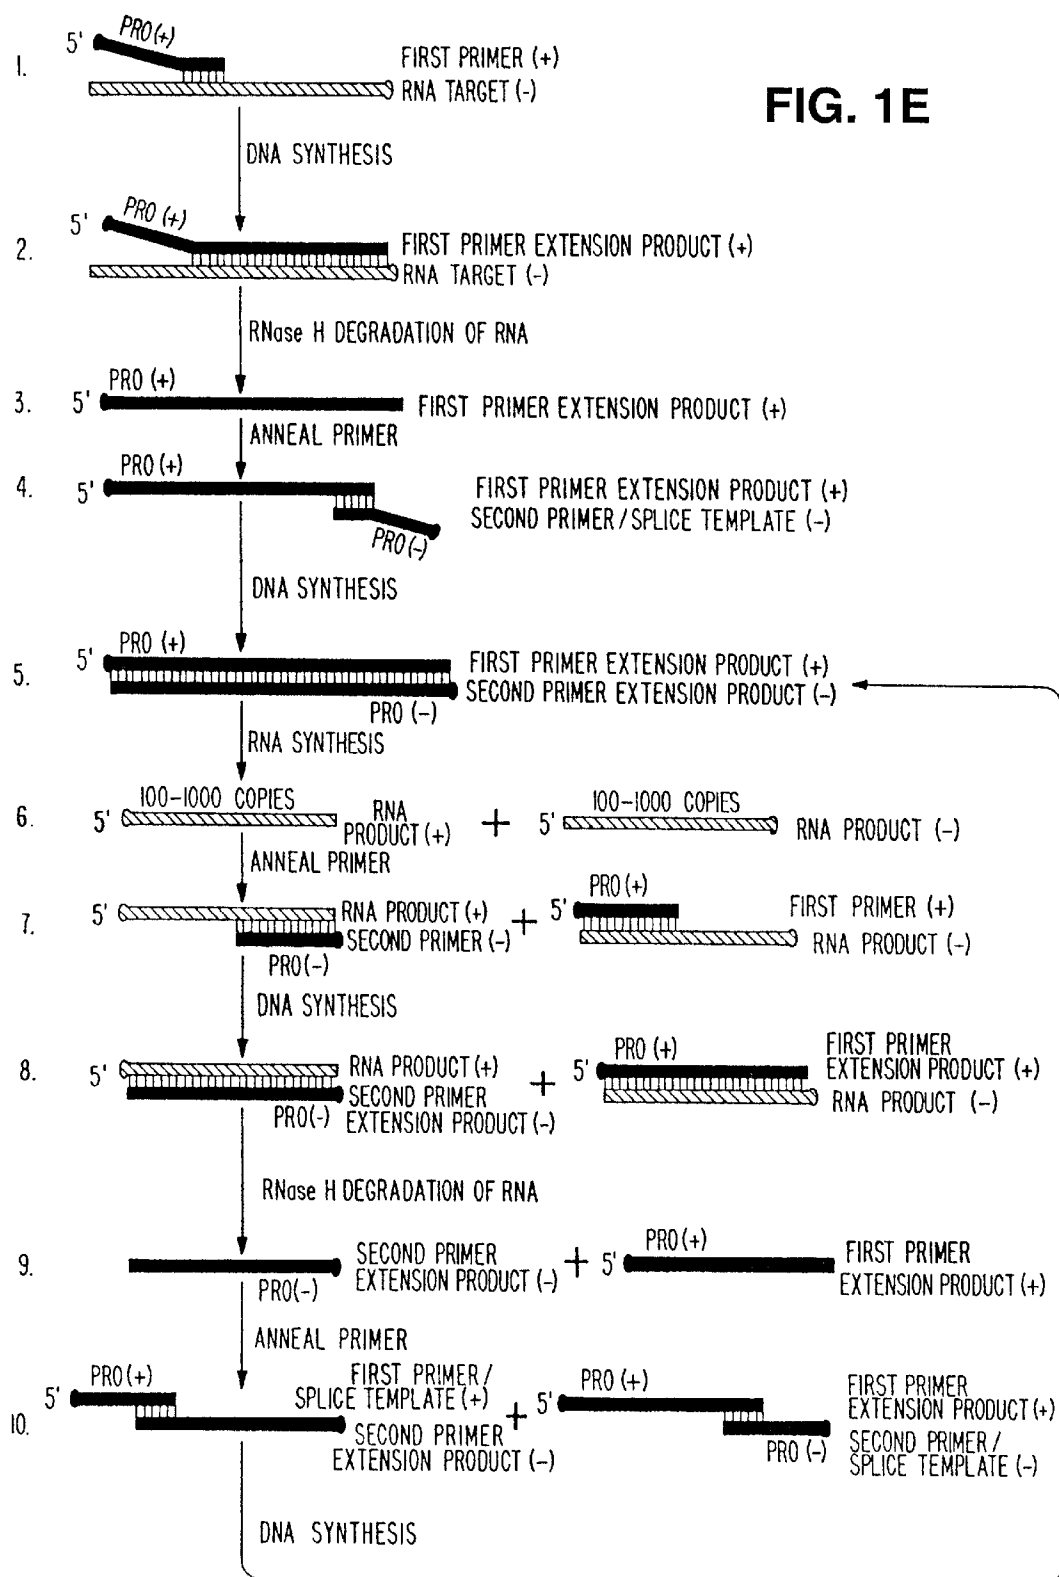 FIG. 1E
1.
5'
PRO (+)
FIRST PRIMER (+)
RNA TARGET (-)
DNA SYNTHESIS
2.
5'
PRO (+)
FIRST PRIMER EXTENSION PRODUCT (+)
RNA TARGET (-)
RNase H DEGRADATION OF RNA
3.
5'
PRO (+)
FIRST PRIMER EXTENSION PRODUCT (+)
ANNEAL PRIMER
4.
5'
PRO (+)
FIRST PRIMER EXTENSION PRODUCT (+)
SECOND PRIMER/SPLICE TEMPLATE (-)
PRO (-)
DNA SYNTHESIS
5.
5'
PRO (+)
FIRST PRIMER EXTENSION PRODUCT (+)
SECOND PRIMER EXTENSION PRODUCT (-)
PRO (-)
RNA SYNTHESIS
6.
5'
100-1000 COPIES
RNA
PRODUCT (+)
+
5'
100-1000 COPIES
RNA PRODUCT (-)
ANNEAL PRIMER
7.
5'
RNA PRODUCT (+)
SECOND PRIMER (-)
PRO (-)
+
5'
PRO (+)
FIRST PRIMER (+)
RNA PRODUCT (-)
DNA SYNTHESIS
8.
5'
RNA PRODUCT (+)
PRO (-)
SECOND PRIMER
EXTENSION PRODUCT (-)
+
5'
PRO (+)
FIRST PRIMER
EXTENSION PRODUCT (+)
RNA PRODUCT (-)
RNase H DEGRADATION OF RNA
9.
PRO (-)
SECOND PRIMER
EXTENSION PRODUCT (-)
+
5'
PRO (+)
FIRST PRIMER
EXTENSION PRODUCT (+)
ANNEAL PRIMER
10.
5'
PRO (+)
FIRST PRIMER/
SPLICE TEMPLATE (+)
SECOND PRIMER
EXTENSION PRODUCT (-)
+
5'
PRO (+)
FIRST PRIMER
EXTENSION PRODUCT (+)
PRO (-)
SECOND PRIMER/
SPLICE TEMPLATE (-)
DNA SYNTHESIS